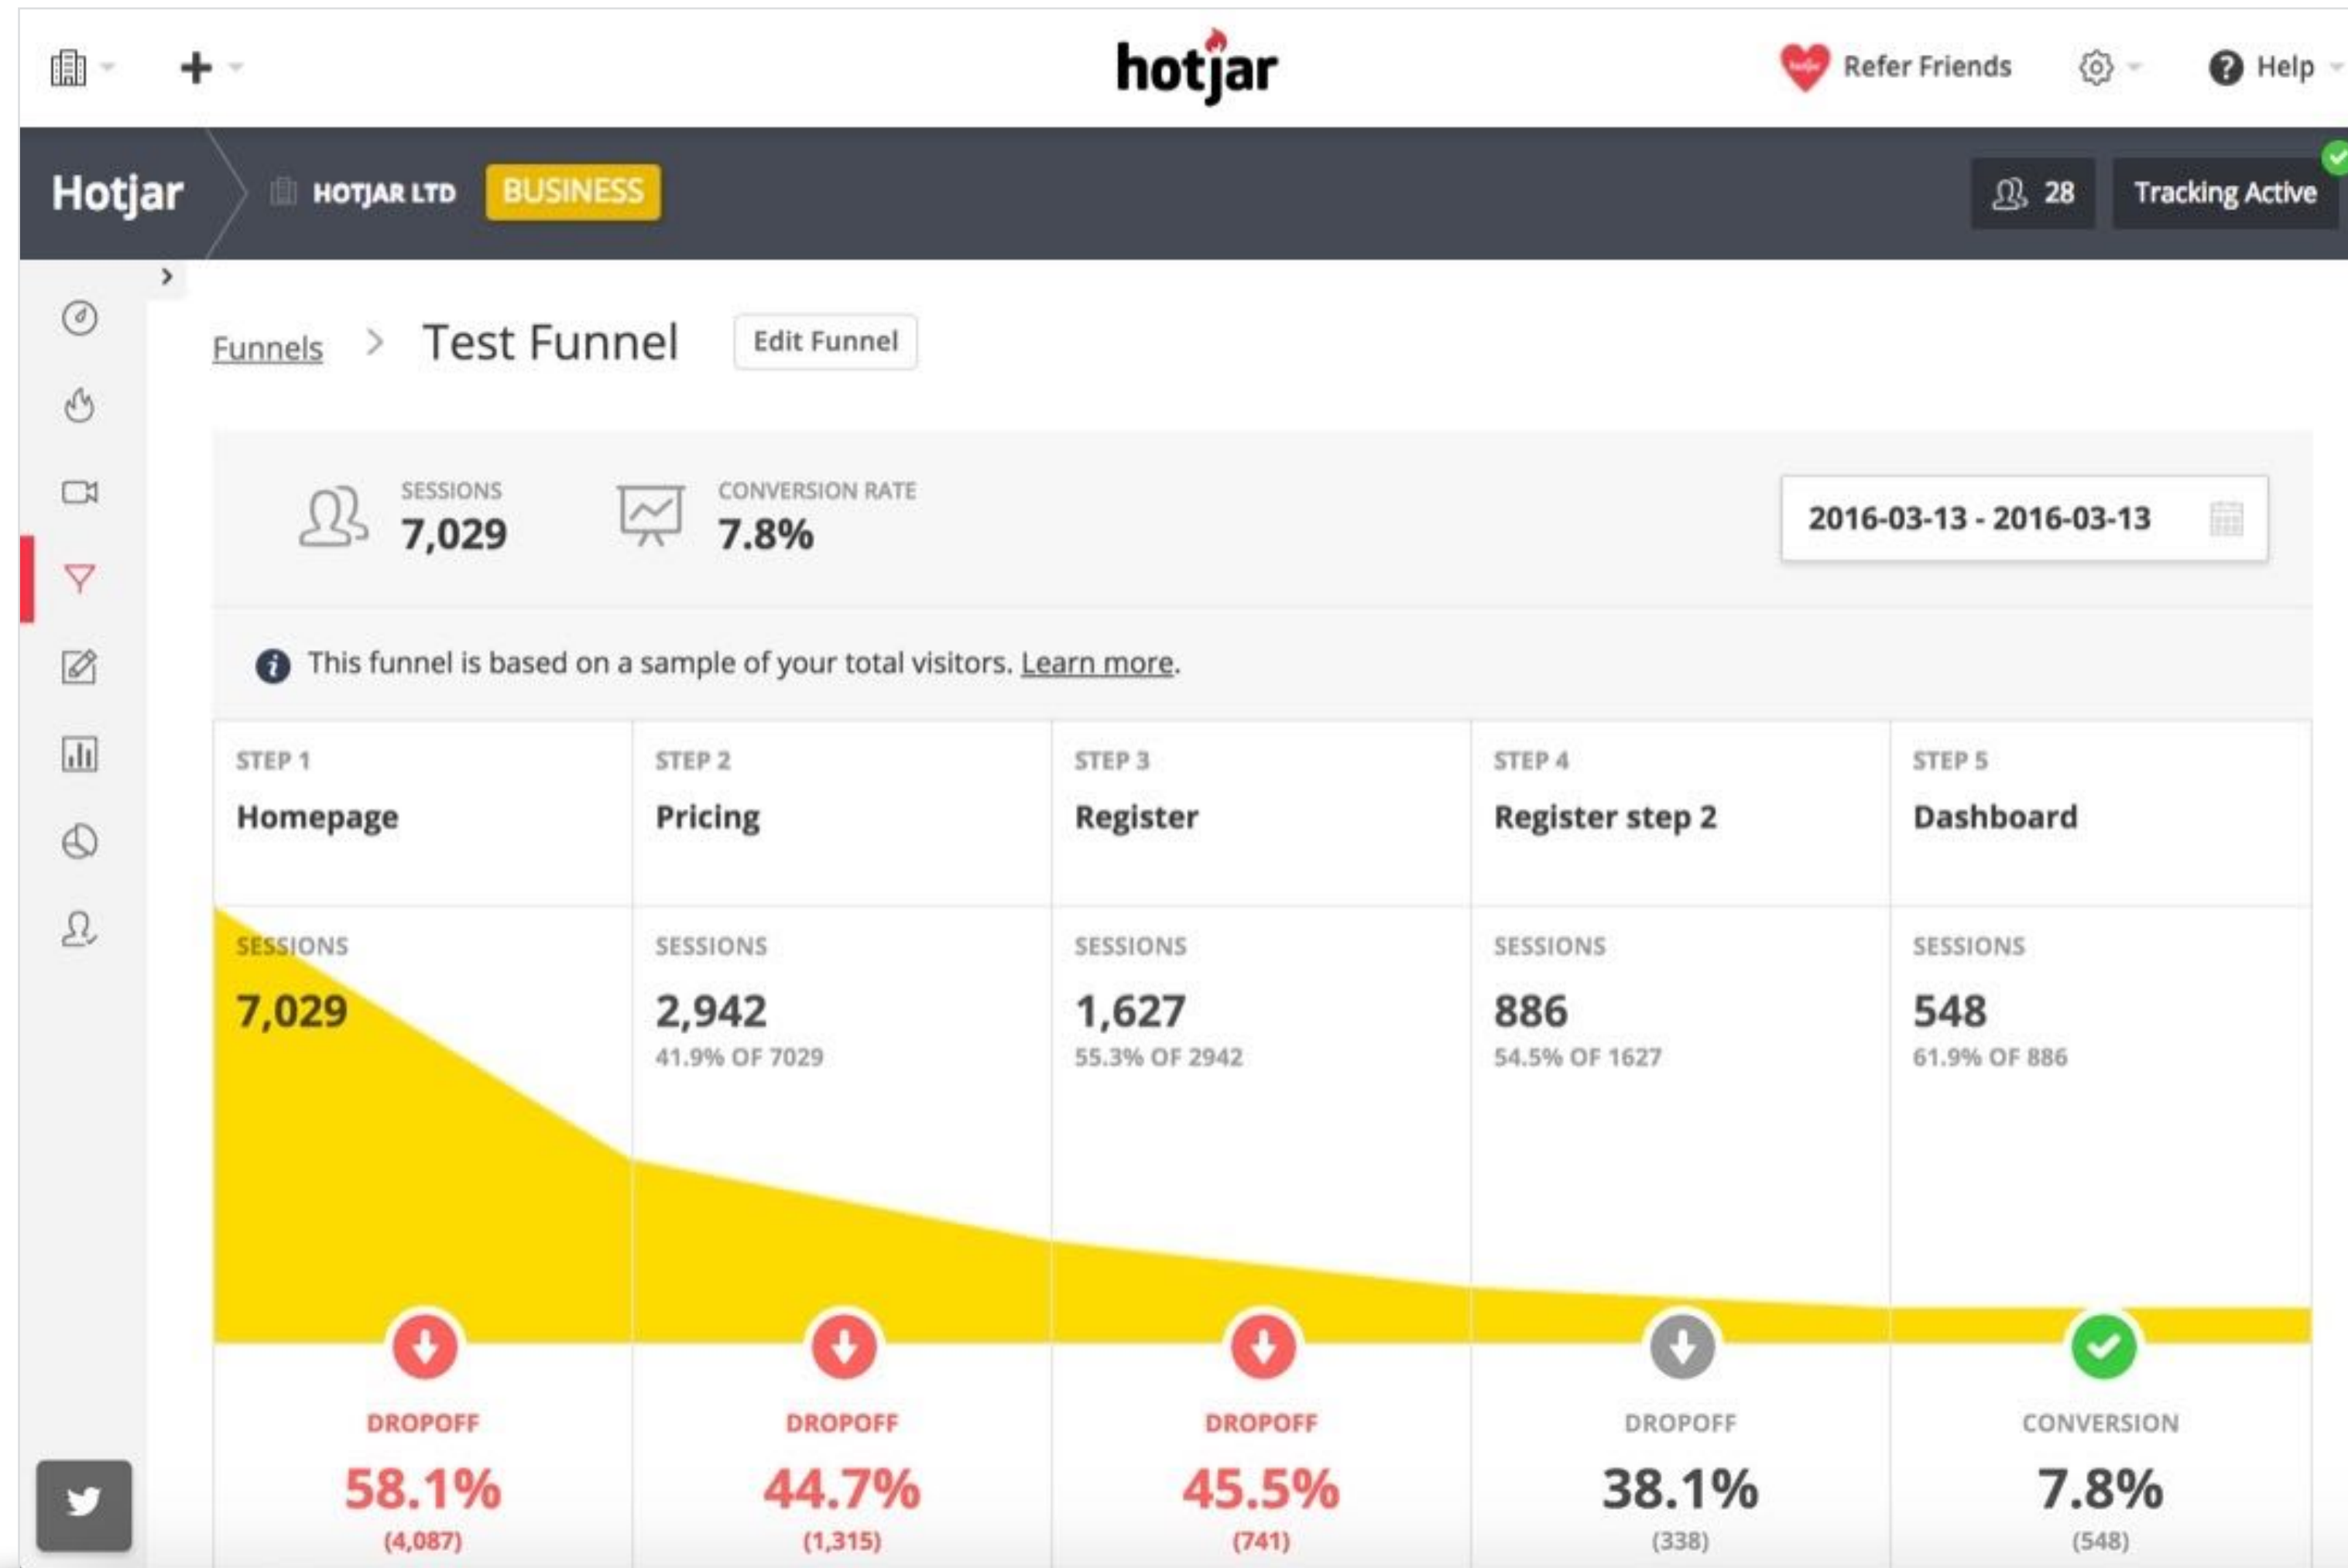 hotjar
Refer Friends
Help
Hotjar
HOTJAR LTD
BUSINESS
28
Tracking Active
Funnels > Test Funnel
Edit Funnel
SESSIONS
7,029
CONVERSION RATE
7.8%
2016-03-13 - 2016-03-13
This funnel is based on a sample of your total visitors. Learn more.
STEP 1
Homepage
STEP 2
Pricing
STEP 3
Register
STEP 4
Register step 2
STEP 5
Dashboard
SESSIONS
7,029
SESSIONS
2,942
41.9% OF 7029
SESSIONS
1,627
55.3% OF 2942
SESSIONS
886
54.5% OF 1627
SESSIONS
548
61.9% OF 886
DROPOFF
58.1%
(4,087)
DROPOFF
44.7%
(1,315)
DROPOFF
45.5%
(741)
DROPOFF
38.1%
(338)
CONVERSION
7.8%
(548)